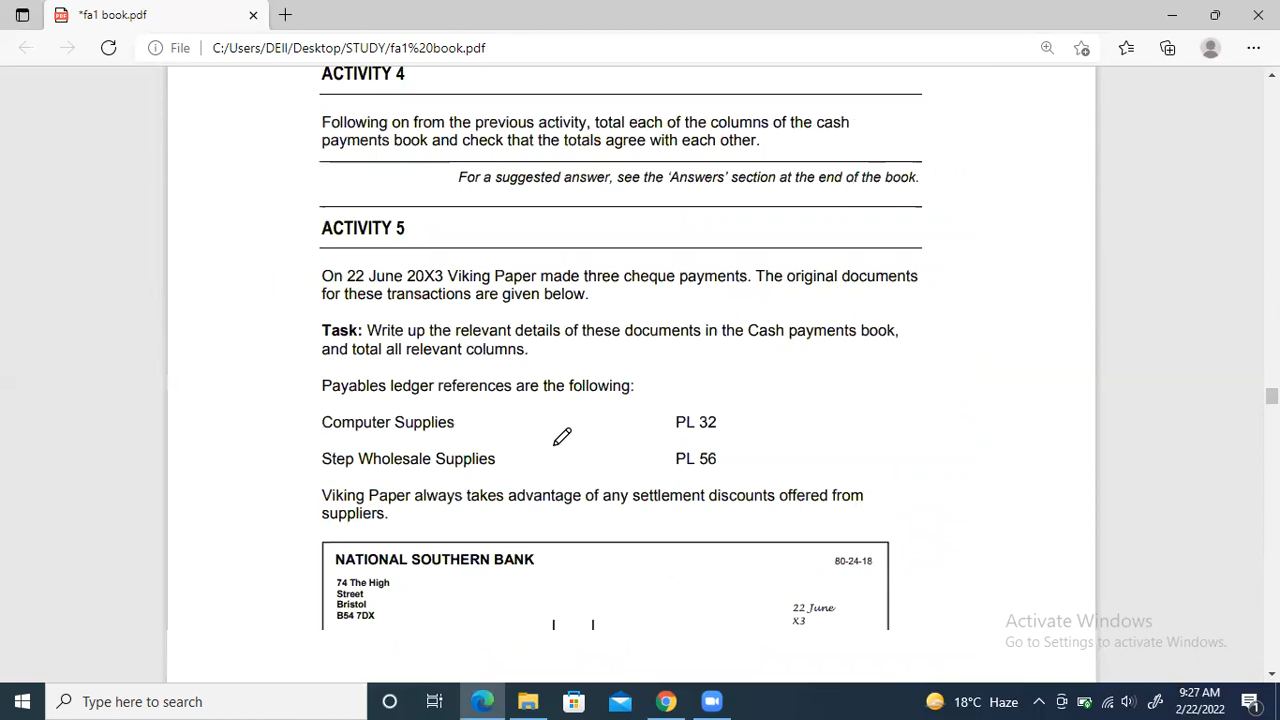 *fa1 book.pdf
File C:/Users/DEll/Desktop/STUDY/fa1%20book.pdf
ACTIVITY 4
Following on from the previous activity, total each of the columns of the cash
payments book and check that the totals agree with each other.
For a suggested answer, see the ‘Answers’ section at the end of the book.
ACTIVITY 5
On 22 June 20X3 Viking Paper made three cheque payments. The original documents
for these transactions are given below.
Task: Write up the relevant details of these documents in the Cash payments book,
and total all relevant columns.
Payables ledger references are the following:
Computer Supplies PL 32
Step Wholesale Supplies PL 56
Viking Paper always takes advantage of any settlement discounts offered from
suppliers.
NATIONAL SOUTHERN BANK 80-24-18
74 The High
Street
Bristol
B54 7DX
22 June
X3
Activate Windows
Go to Settings to activate Windows.
Type here to search
18°C Haze
9:27 AM
2/22/2022
1